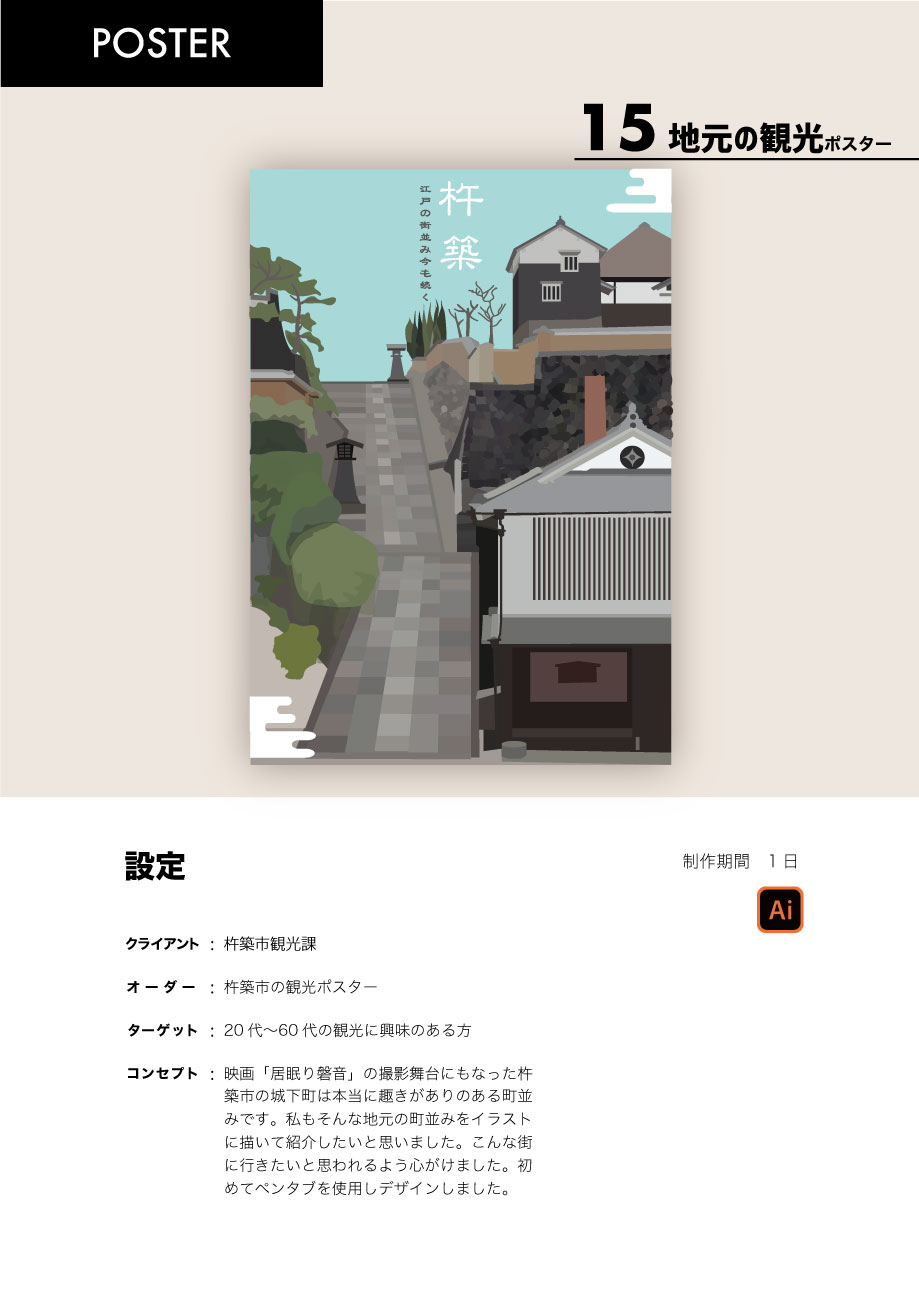 POSTER
15 地元の観光ポスター
杵築
江戸の街並み今も続く
設定
制作期間 1日
Ai
クライアント : 杵築市観光課
オーダー : 杵築市の観光ポスター
ターゲット : 20代〜60代の観光に興味のある方
コンセプト : 映画「居眠り磐音」の撮影舞台にもなった杵
築市の城下町は本当に趣きがありのある町並
みです。私もそんな地元の町並みをイラスト
に描いて紹介したいと思いました。こんな街
に行きたいと思われるよう心がけました。初
めてペンタブを使用しデザインしました。